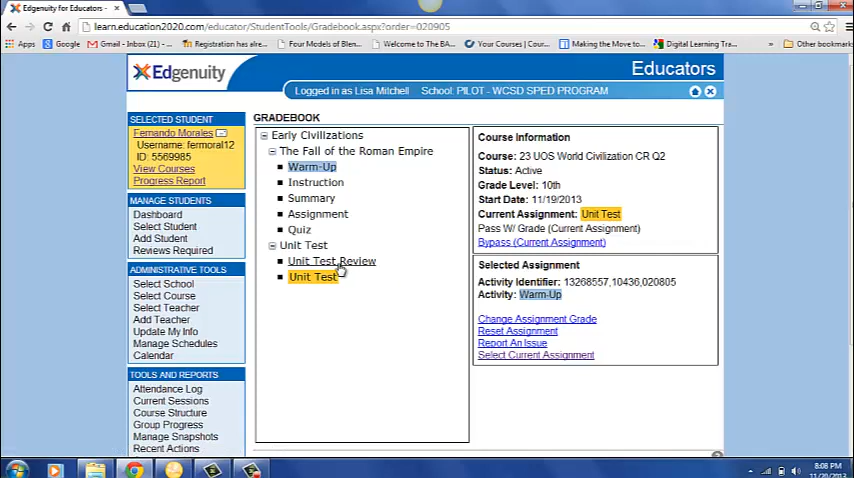 Edgenuity for Educators - S
learn.education2020.com/educator/StudentTools/Gradebook.aspx?order=020905
Apps
Google
Gmail - Inbox (21) - ...
Registration has alre...
Four Models of Blen...
Welcome to The BA...
Your Courses | Cour...
Making the Move to...
Digital Learning Tra...
» Other bookmarks
Edgenuity
Educators
Logged in as Lisa Mitchell School: PILOT - WCSD SPED PROGRAM
SELECTED STUDENT
Fernando Morales
Username: fermoral12
ID: 5569985
View Courses
Progress Report
MANAGE STUDENTS
Dashboard
Select Student
Add Student
Reviews Required
ADMINISTRATIVE TOOLS
Select School
Select Course
Select Teacher
Add Teacher
Update My Info
Manage Schedules
Calendar
TOOLS AND REPORTS
Attendance Log
Current Sessions
Course Structure
Group Progress
Manage Snapshots
Recent Actions
GRADEBOOK
Early Civilizations
The Fall of the Roman Empire
Warm-Up
Instruction
Summary
Assignment
Quiz
Unit Test
Unit Test Review
Unit Test
Course Information
Course: 23 UOS World Civilization CR Q2
Status: Active
Grade Level: 10th
Start Date: 11/19/2013
Current Assignment: Unit Test
Pass W/ Grade (Current Assignment)
Bypass (Current Assignment)
Selected Assignment
Activity Identifier: 13268557,10436,020805
Activity: Warm-Up
Change Assignment Grade
Reset Assignment
Report An Issue
Select Current Assignment
8:08 PM
11/20/2013